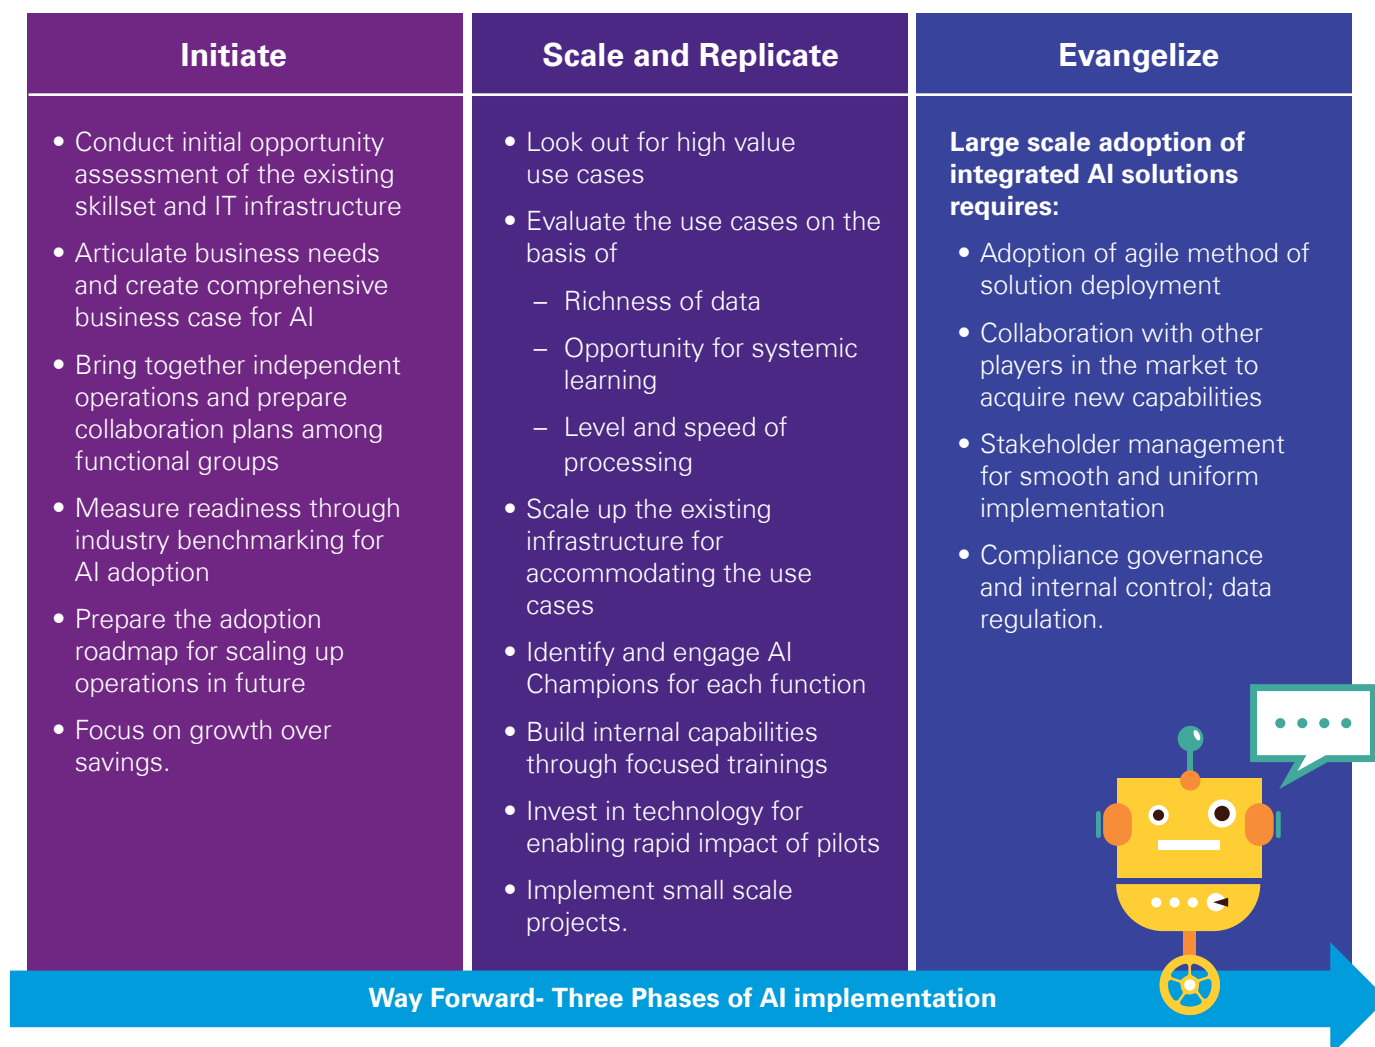 Initiate
• Conduct initial opportunity
assessment of the existing
skillset and IT infrastructure
• Articulate business needs
and create comprehensive
business case for AI
• Bring together independent
operations and prepare
collaboration plans among
functional groups
• Measure readiness through
industry benchmarking for
AI adoption
• Prepare the adoption
roadmap for scaling up
operations in future
• Focus on growth over
savings.
Scale and Replicate
• Look out for high value
use cases
• Evaluate the use cases on the
basis of
– Richness of data
– Opportunity for systemic
learning
– Level and speed of
processing
• Scale up the existing
infrastructure for
accommodating the use
cases
• Identify and engage AI
Champions for each function
• Build internal capabilities
through focused trainings
• Invest in technology for
enabling rapid impact of pilots
• Implement small scale
projects.
Evangelize
Large scale adoption of
integrated AI solutions
requires:
• Adoption of agile method of
solution deployment
• Collaboration with other
players in the market to
acquire new capabilities
• Stakeholder management
for smooth and uniform
implementation
• Compliance governance
and internal control; data
regulation.
Way Forward- Three Phases of AI implementation